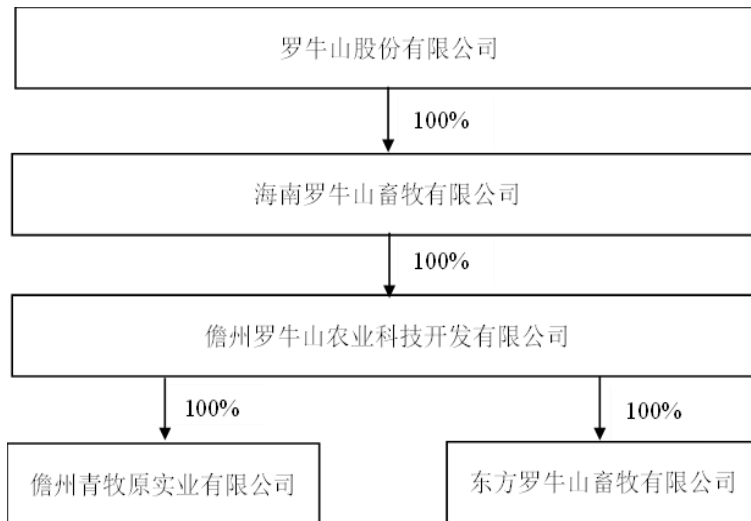 罗牛山股份有限公司
100%
海南罗牛山畜牧有限公司
100%
儋州罗牛山农业科技开发有限公司
100%
100%
儋州青牧原实业有限公司
东方罗牛山畜牧有限公司